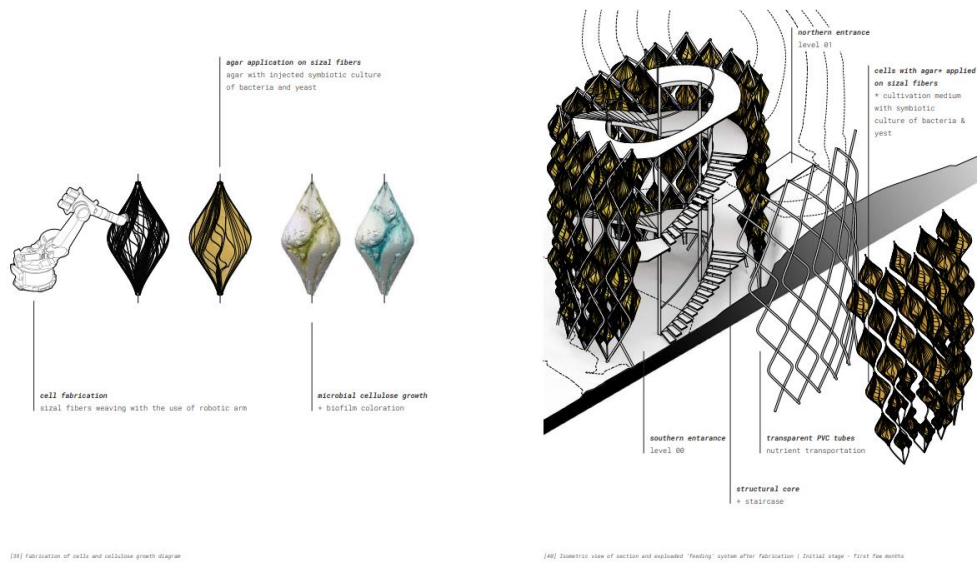 agar application on sizal fibers
agar with injected symbiotic culture
of bacteria and yeast
cell fabrication
sizal fibers weaving with the use of robotic arm
microbial cellulose growth
+ biofilm coloration
[39] Fabrication of cells and cellulose growth diagram
northern entrance
level 01
cells with agar+ applied
on sizal fibers
+ cultivation medium
with symbiotic
culture of bacteria &
yest
southern entarance
level 00
transparent PVC tubes
nutrient transportation
structural core
+ staircase
[40] Isometric view of section and exploaded 'feeding' system after fabrication | Initial stage - first few months